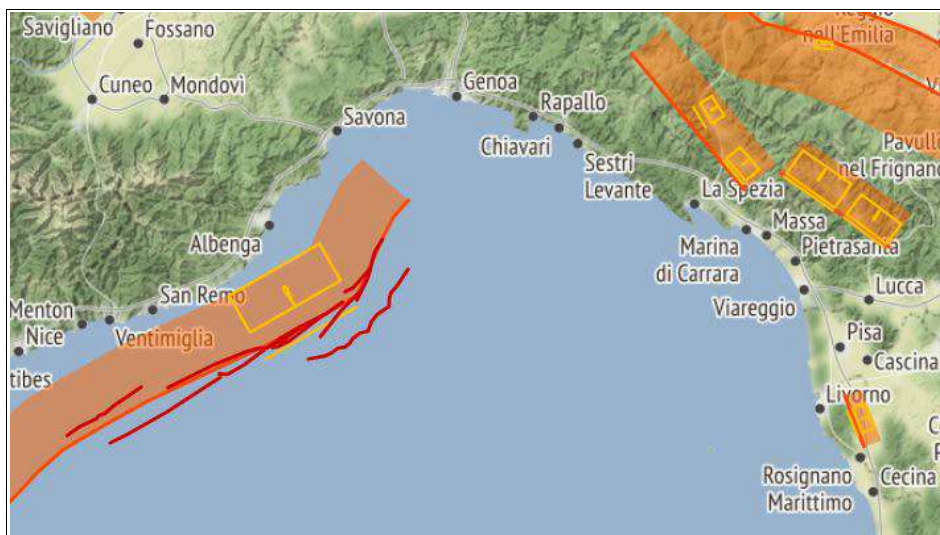 Savigliano
Fossano
Reggio
nell'Emilia
Cuneo
Mondovì
Genoa
Savona
Rapallo
Chiavari
Pavullo
nel Frignano
Sestri
Levante
La Spezia
Albenga
Massa
Marina
di Carrara
Pietrasanta
San Remo
Menton
Lucca
Nice
Ventimiglia
Viareggio
Pisa
Cascina
tibes
Livorno
Rosignano
Marittimo
Cecina